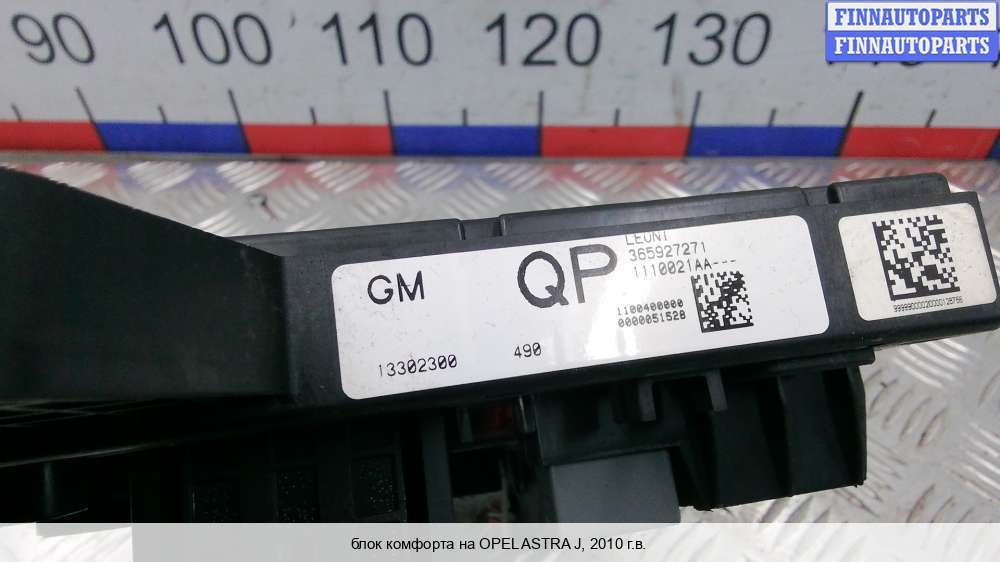 90 100 110 120 130
FINNAUTOPARTS
FINNAUTOPARTS
GM
QP
LEONI
365927271
1110021AA---
1100400000
0000051528
13302300 490
блок комфорта на OPEL ASTRA J, 2010 г.в.